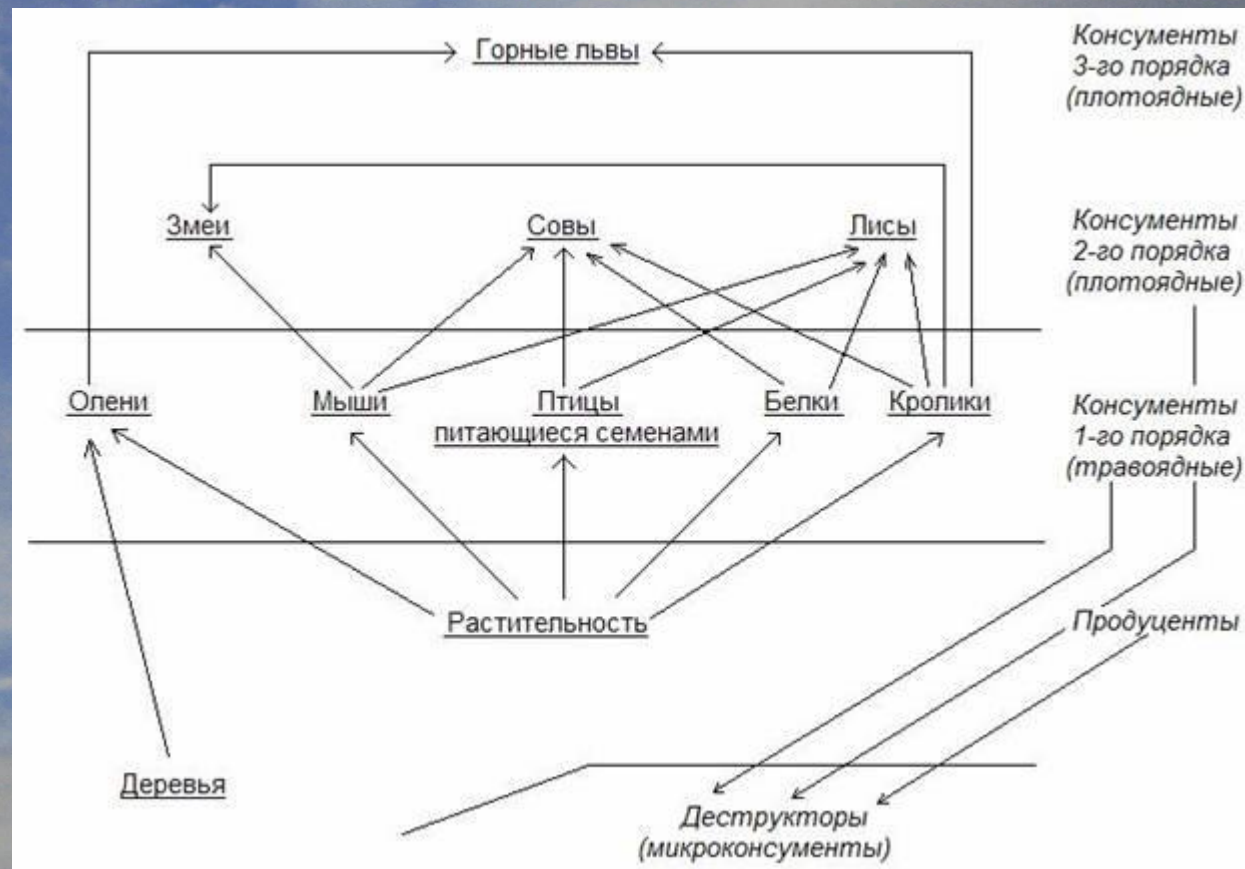 Горные львы
Консументы
3-го порядка
(плотоядные)
Змеи
Совы
Лисы
Консументы
2-го порядка
(плотоядные)
Олени
Мыши
Птицы
питающиеся семенами
Белки
Кролики
Консументы
1-го порядка
(травоядные)
Растительность
Продуценты
Деревья
Деструкторы
(микроконсументы)